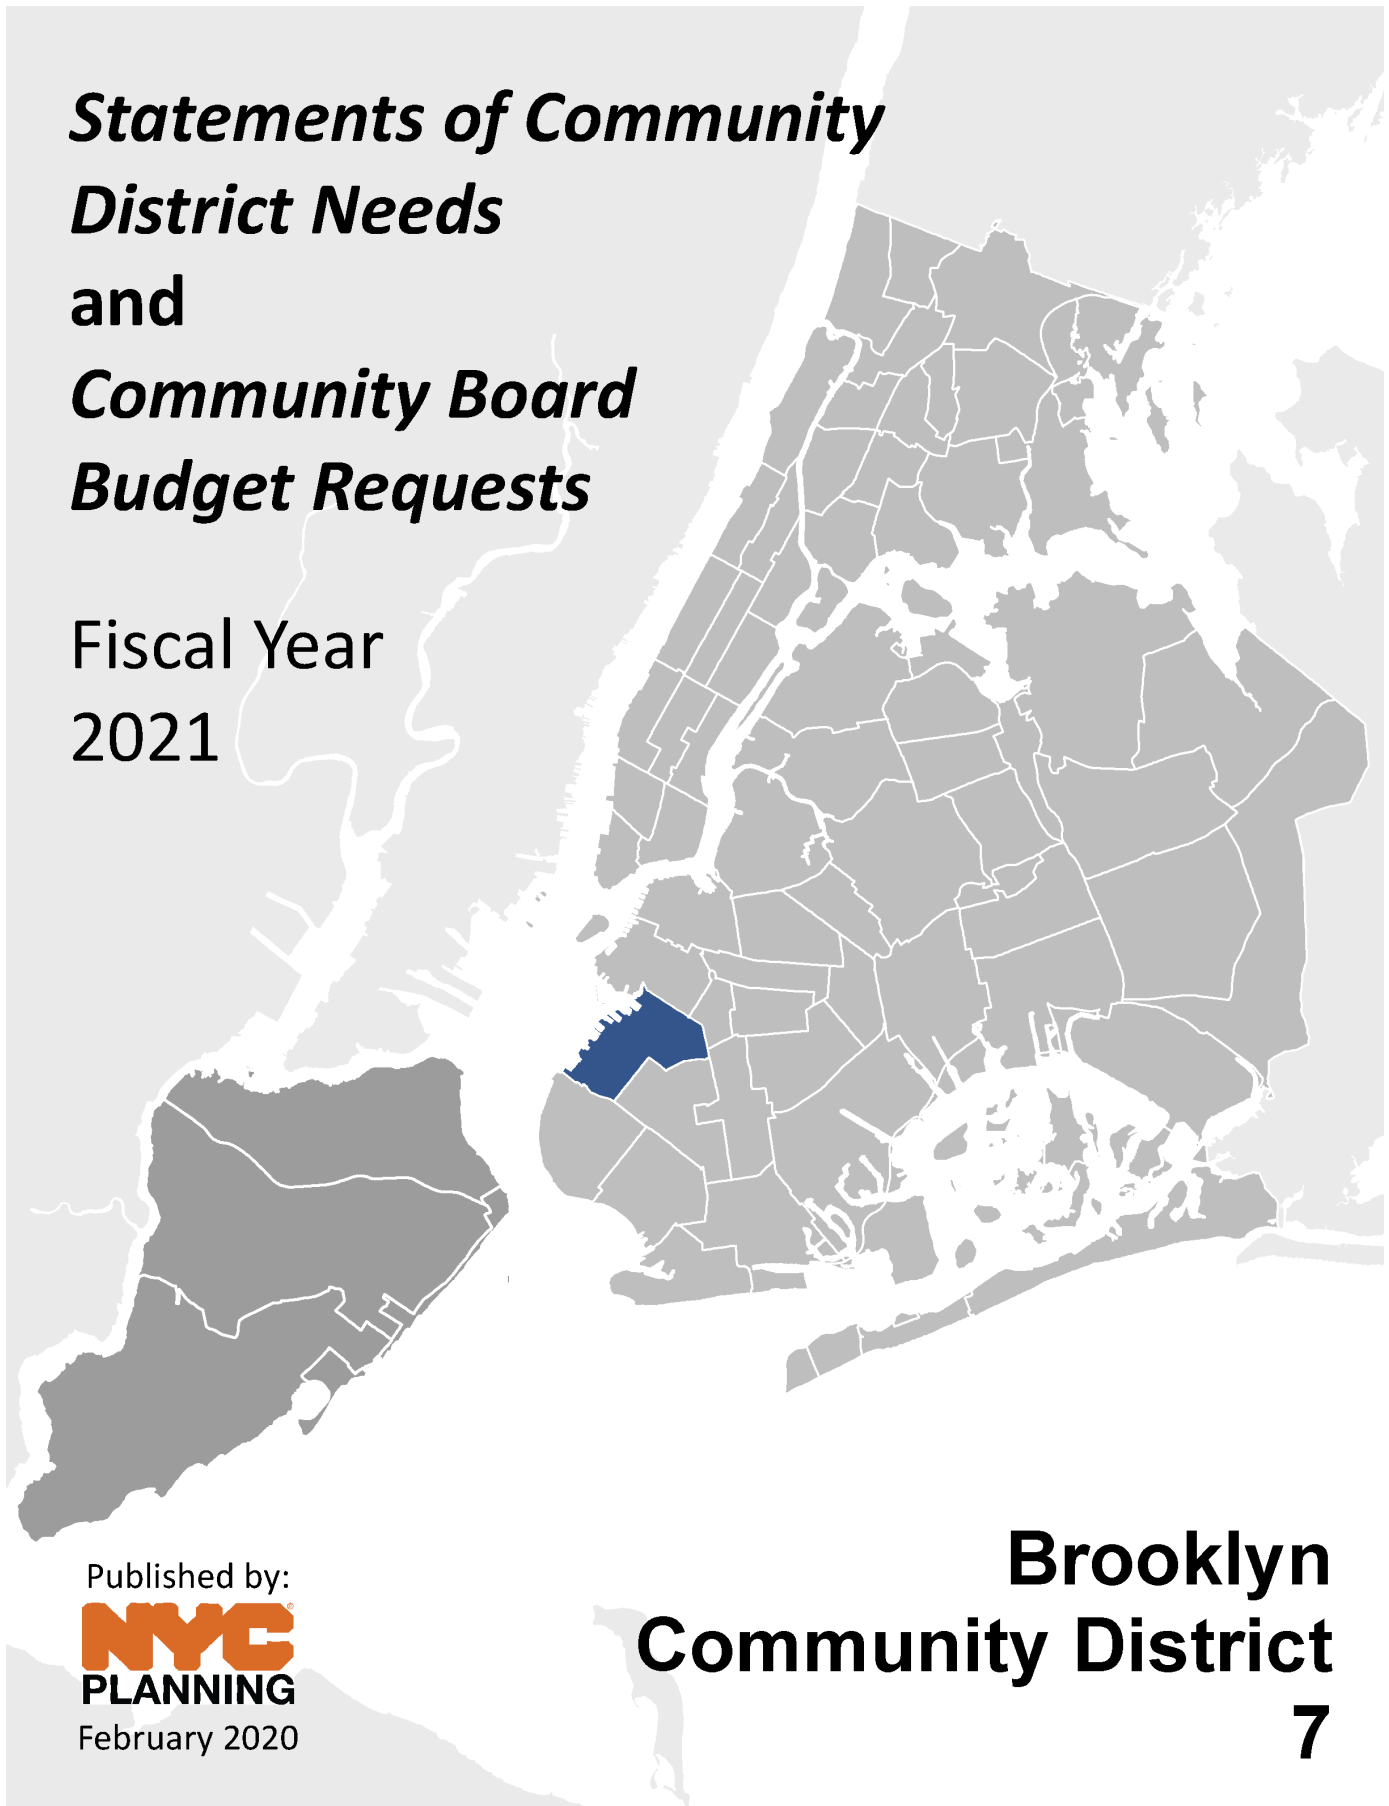 Statements of Community
District Needs
and
Community Board
Budget Requests
Fiscal Year
2021
Published by:
NYC
PLANNING
February 2020
Brooklyn
Community District
7